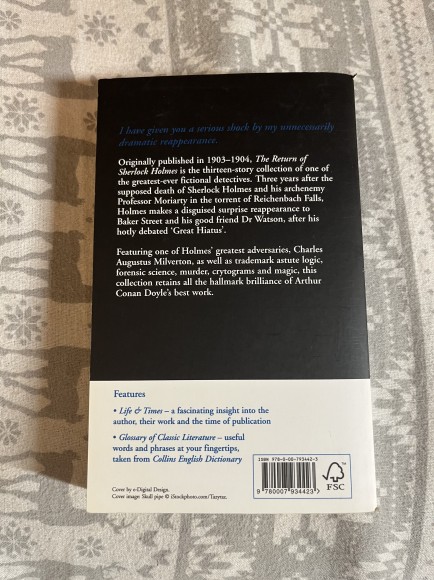 I have given you a serious shock by my unnecessarily
dramatic reappearance.
Originally published in 1903–1904, The Return of
Sherlock Holmes is the thirteen-story collection of one of
the greatest-ever fictional detectives. Three years after the
supposed death of Sherlock Holmes and his archenemy
Professor Moriarty in the torrent of Reichenbach Falls,
Holmes makes a disguised surprise reappearance to
Baker Street and his good friend Dr Watson, after his
hotly debated ‘Great Hiatus’.
Featuring one of Holmes’ greatest adversaries, Charles
Augustus Milverton, as well as trademark astute logic,
forensic science, murder, crytograms and magic, this
collection retains all the hallmark brilliance of Arthur
Conan Doyle’s best work.
Features
• Life & Times – a fascinating insight into the
author, their work and the time of publication
• Glossary of Classic Literature – useful
words and phrases at your fingertips,
taken from Collins English Dictionary
Cover by e-Digital Design.
Cover image: Skull pipe © iStockphoto.com/
ISBN 978-0-00-793442-3
9 780007 934423
FSC